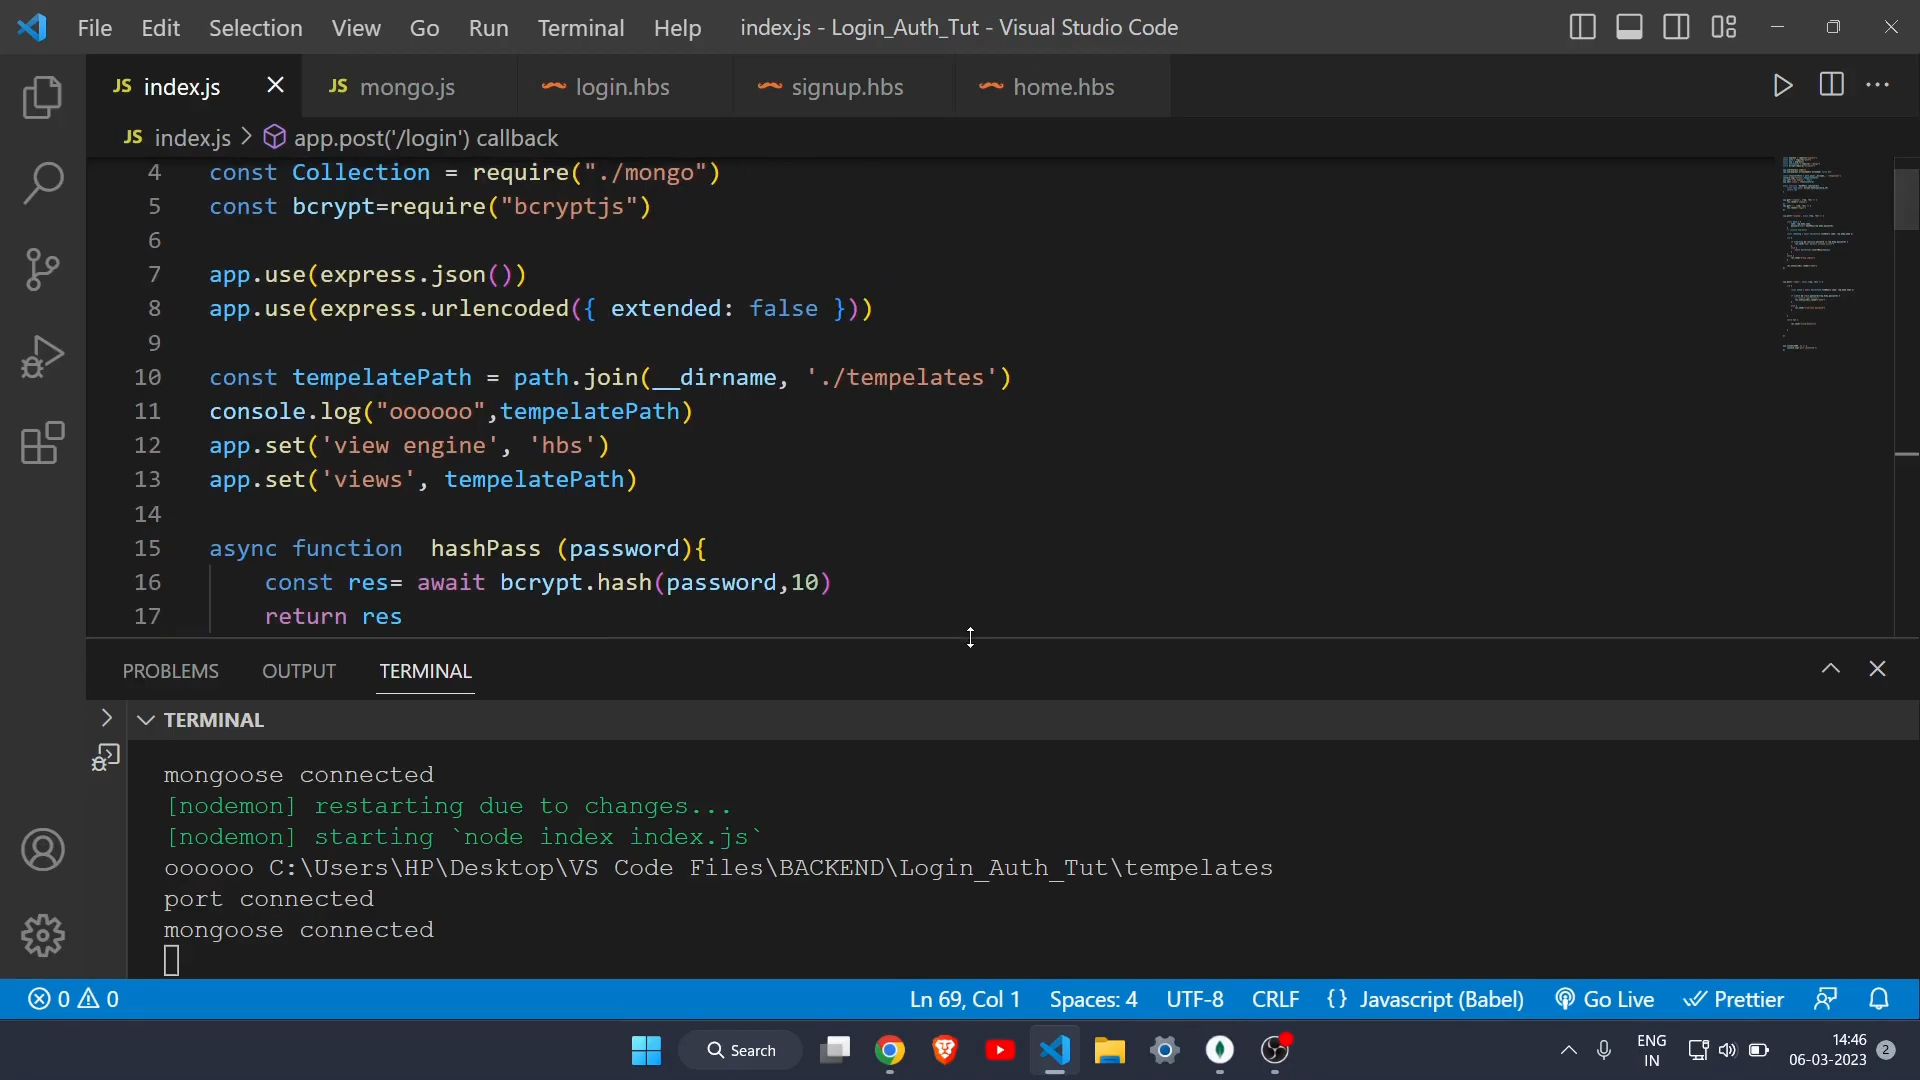 File Edit Selection View Go Run Terminal Help index.js - Login_Auth_Tut - Visual Studio Code
JS index.js JS mongo.js login.hbs signup.hbs home.hbs
JS index.js app.post('/login') callback
4 const Collection = require("./mongo")
5 const bcrypt=require("bcryptjs")
6
7 app.use(express.json())
8 app.use(express.urlencoded({ extended: false }))
9
10 const tempelatePath = path.join(__dirname, './tempelates')
11 console.log("oooooo",tempelatePath)
12 app.set('view engine', 'hbs')
13 app.set('views', tempelatePath)
14
15 async function hashPass (password){
16 const res= await bcrypt.hash(password,10)
17 return res
PROBLEMS OUTPUT TERMINAL
TERMINAL
mongoose connected
[nodemon] restarting due to changes...
[nodemon] starting `node index index.js`
oooooo C:\Users\HP\Desktop\VS Code Files\BACKEND\Login_Auth_Tut\tempelates
port connected
mongoose connected
0 0 Ln 69, Col 1 Spaces: 4 UTF-8 CRLF {} Javascript (Babel) Go Live Prettier
Search ENG 14:46
IN 06-03-2023 2